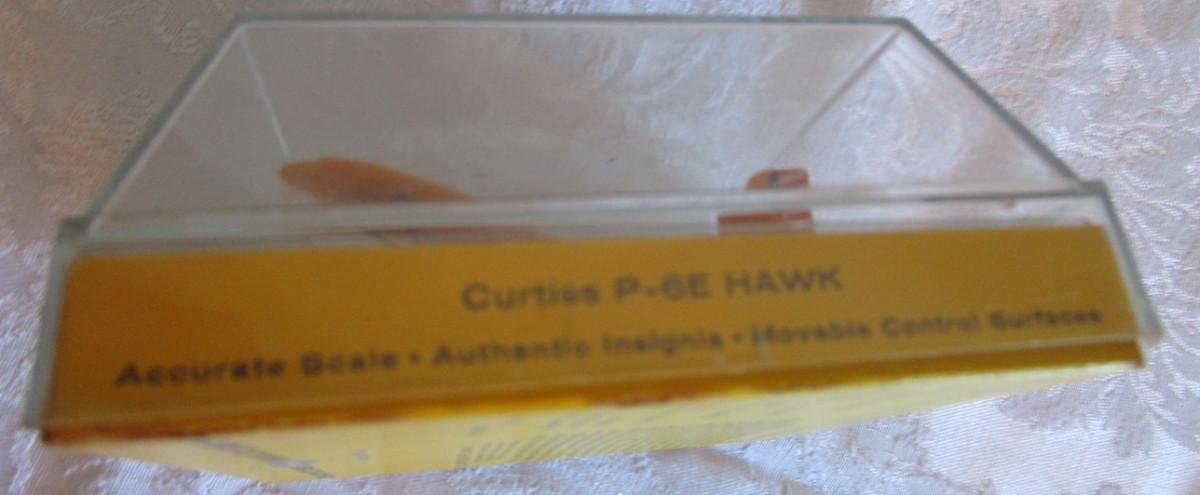 Curtiss P-6E HAWK
Accurate Scale • Authentic Insignia • Movable Control Surfaces